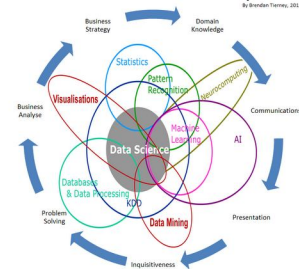 By Brendan Tierney, 201
Business
Strategy
Domain
Knowledge
Statistics
Pattern
Recognition
Neurocomputing
Visualisations
Business
Analyse
Communication
Machine
Learning
AI
Data Science
Databases
& Data Processing
KDD
Data Mining
Problem
Solving
Presentation
Inquisitiveness